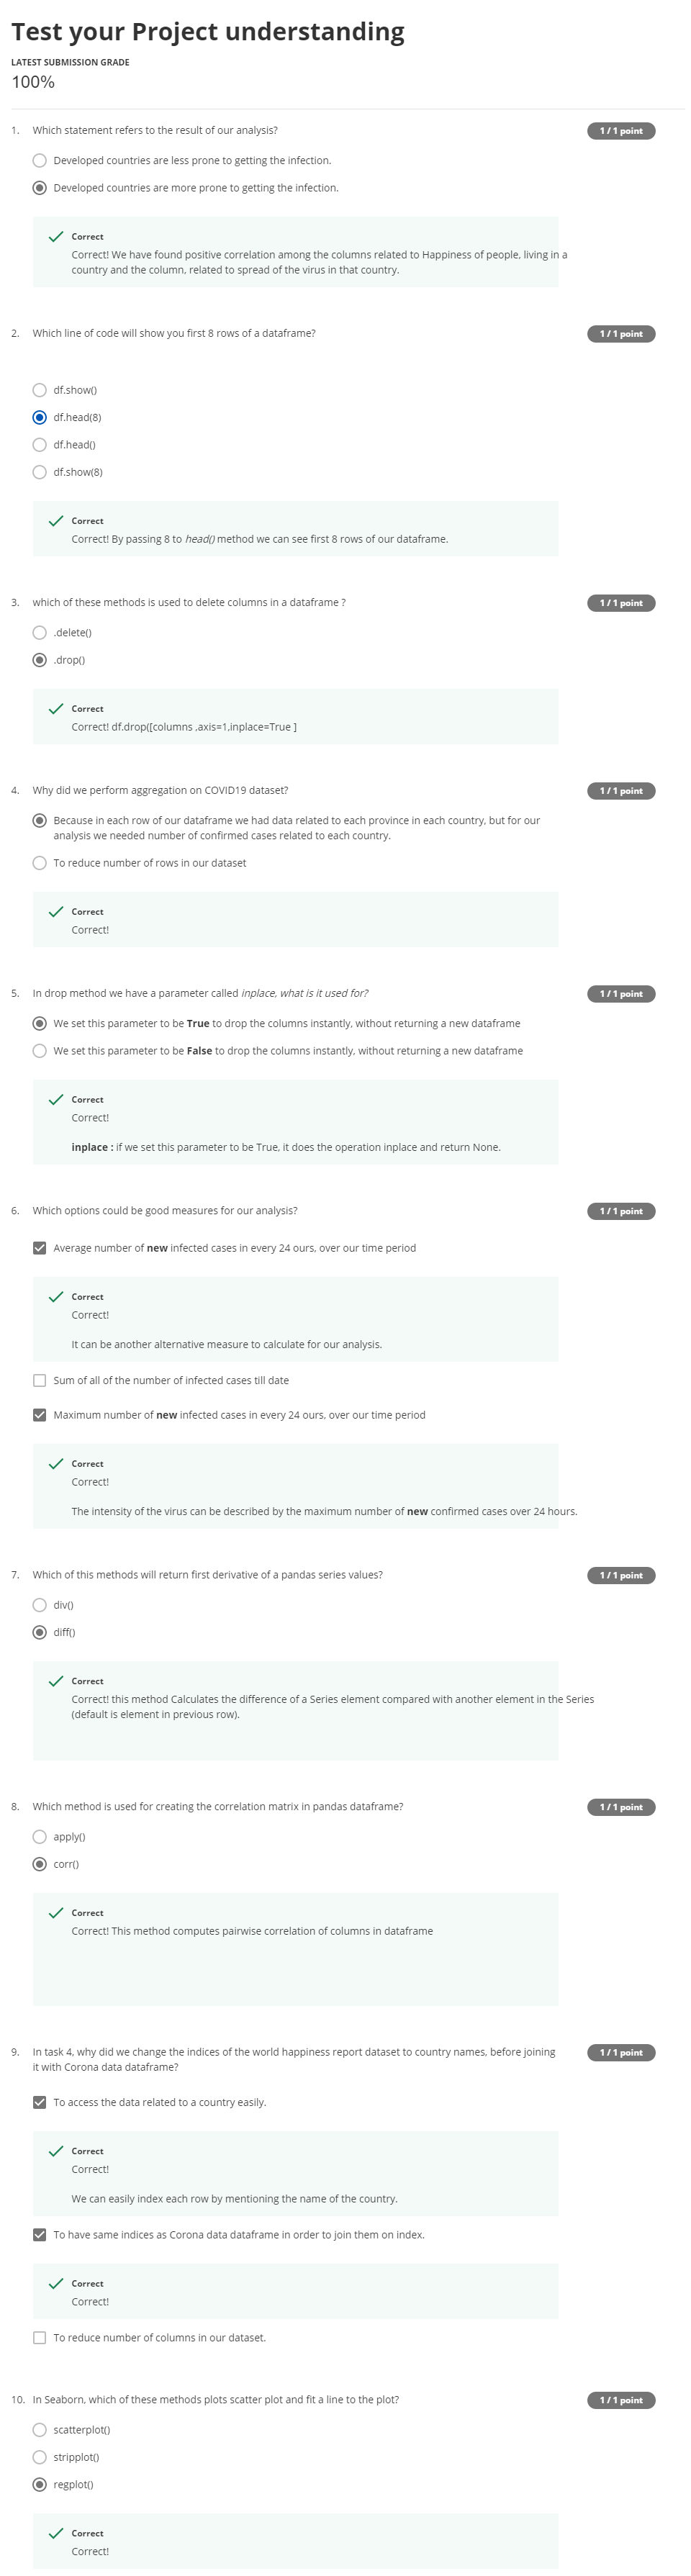 Test your Project understanding
LATEST SUBMISSION GRADE
100%
1. Which statement refers to the result of our analysis?
1 / 1 point
Developed countries are less prone to getting the infection.
Developed countries are more prone to getting the infection.
Correct
Correct! We have found positive correlation among the columns related to Happiness of people, living in a
country and the column, related to spread of the virus in that country.
2. Which line of code will show you first 8 rows of a dataframe?
1 / 1 point
df.show()
df.head(8)
df.head()
df.show(8)
Correct
Correct! By passing 8 to head() method we can see first 8 rows of our dataframe.
3. which of these methods is used to delete columns in a dataframe ?
1 / 1 point
.delete()
.drop()
Correct
Correct! df.drop([columns ,axis=1,inplace=True ]
4. Why did we perform aggregation on COVID19 dataset?
1 / 1 point
Because in each row of our dataframe we had data related to each province in each country, but for our
analysis we needed number of confirmed cases related to each country.
To reduce number of rows in our dataset
Correct
Correct!
5. In drop method we have a parameter called inplace, what is it used for?
1 / 1 point
We set this parameter to be True to drop the columns instantly, without returning a new dataframe
We set this parameter to be False to drop the columns instantly, without returning a new dataframe
Correct
Correct!
inplace : if we set this parameter to be True, it does the operation inplace and return None.
6. Which options could be good measures for our analysis?
1 / 1 point
Average number of new infected cases in every 24 ours, over our time period
Correct
Correct!
It can be another alternative measure to calculate for our analysis.
Sum of all of the number of infected cases till date
Maximum number of new infected cases in every 24 ours, over our time period
Correct
Correct!
The intensity of the virus can be described by the maximum number of new confirmed cases over 24 hours.
7. Which of this methods will return first derivative of a pandas series values?
1 / 1 point
div()
diff()
Correct
Correct! this method Calculates the difference of a Series element compared with another element in the Series
(default is element in previous row).
8. Which method is used for creating the correlation matrix in pandas dataframe?
1 / 1 point
apply()
corr()
Correct
Correct! This method computes pairwise correlation of columns in dataframe
9. In task 4, why did we change the indices of the world happiness report dataset to country names, before joining
it with Corona data dataframe?
1 / 1 point
To access the data related to a country easily.
Correct
Correct!
We can easily index each row by mentioning the name of the country.
To have same indices as Corona data dataframe in order to join them on index.
Correct
Correct!
To reduce number of columns in our dataset.
10. In Seaborn, which of these methods plots scatter plot and fit a line to the plot?
1 / 1 point
scatterplot()
stripplot()
regplot()
Correct
Correct!